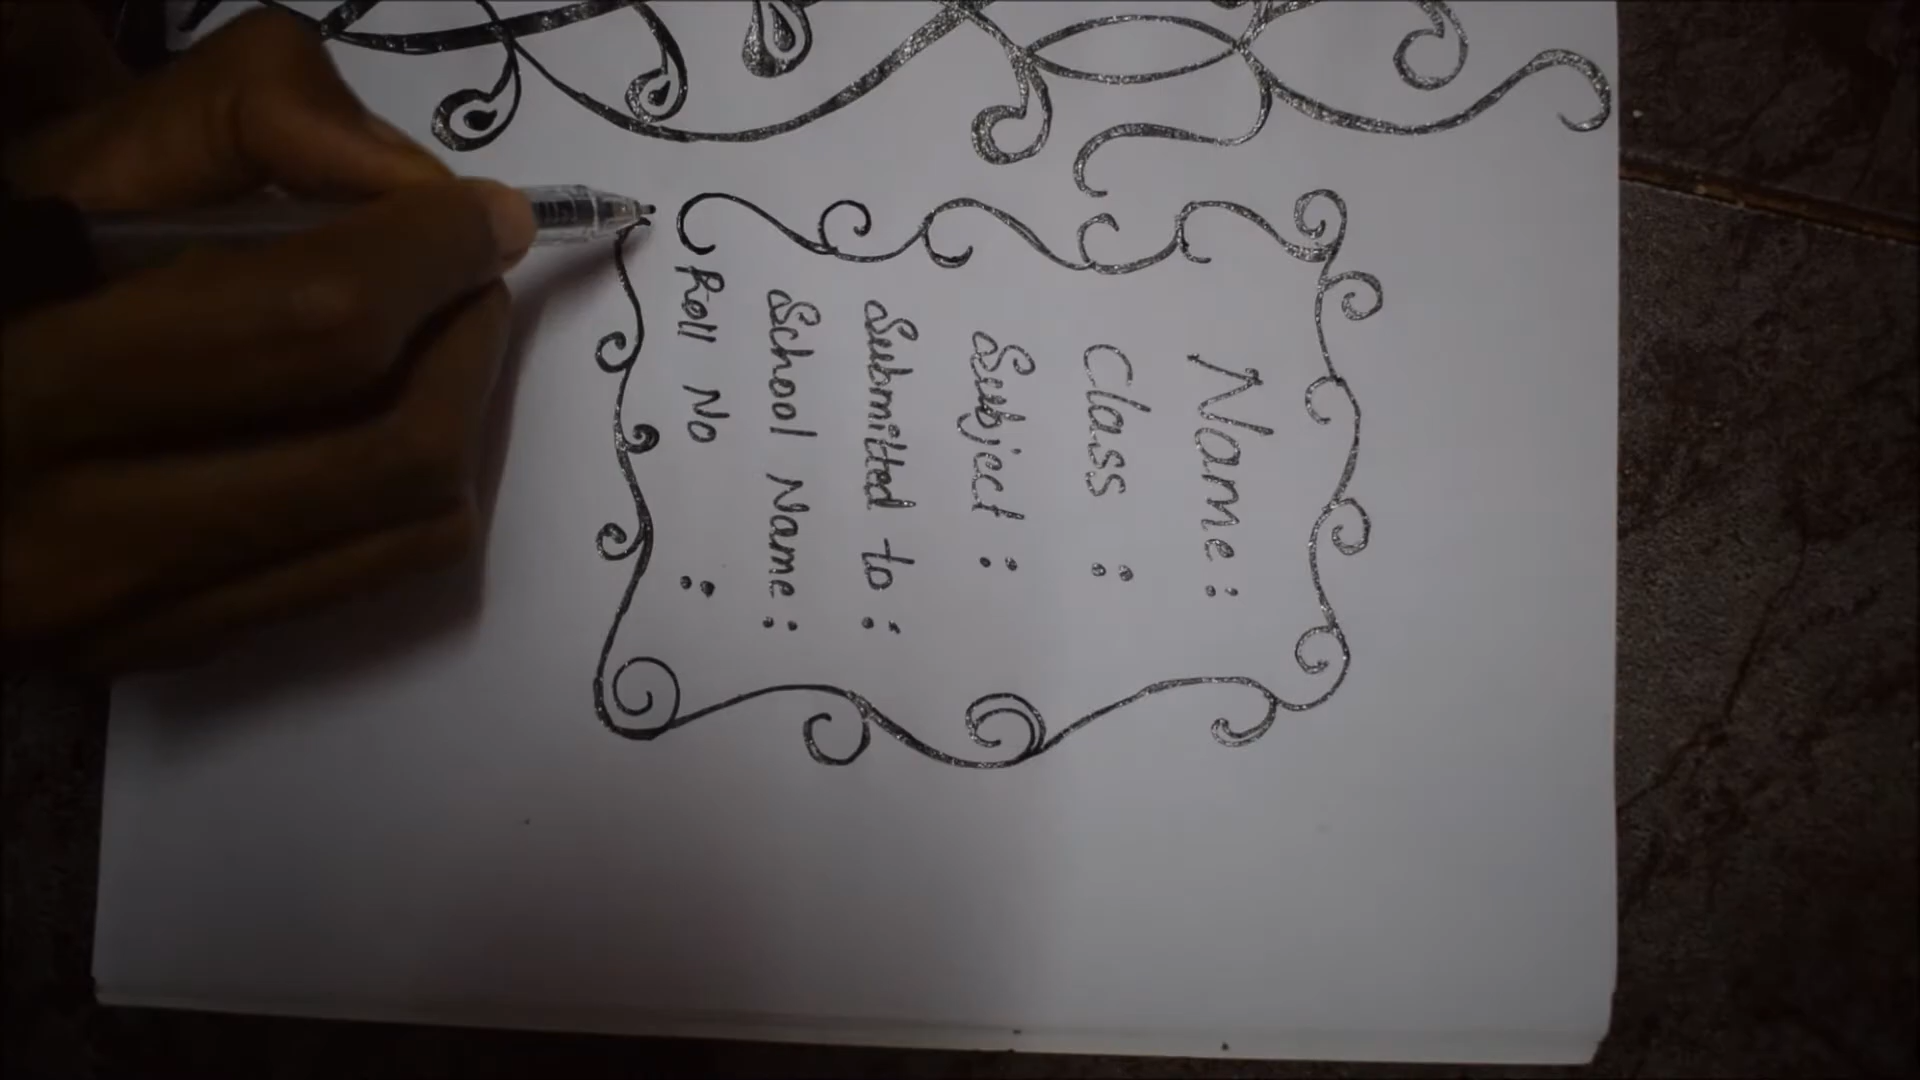 Name :
Class :
Subject :
Submitted to :
School Name :
Roll No :